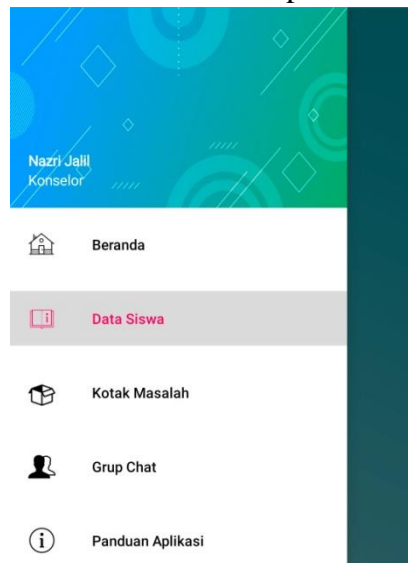 Nazri Jalil
Konselor
Beranda
Data Siswa
Kotak Masalah
Grup Chat
Panduan Aplikasi